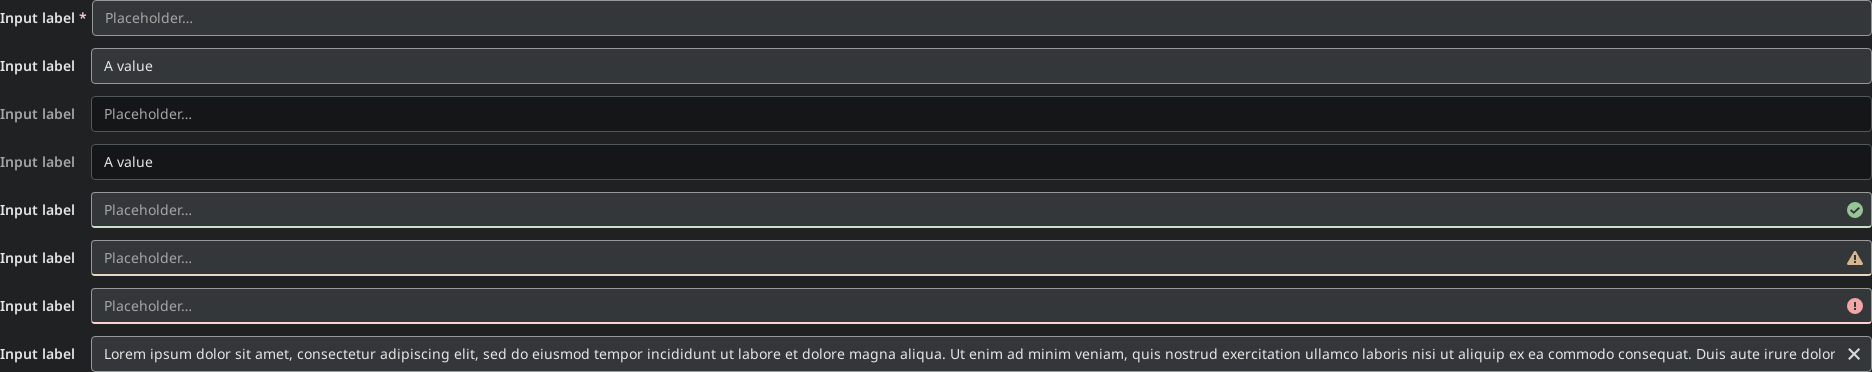 Input label * Placeholder...
Input label A value
Input label Placeholder...
Input label A value
Input label Placeholder...
Input label Placeholder...
Input label Placeholder...
Input label Lorem ipsum dolor sit amet, consectetur adipiscing elit, sed do eiusmod tempor incididunt ut labore et dolore magna aliqua. Ut enim ad minim veniam, quis nostrud exercitation ullamco laboris nisi ut aliquip ex ea commodo consequat. Duis aute irure dolor